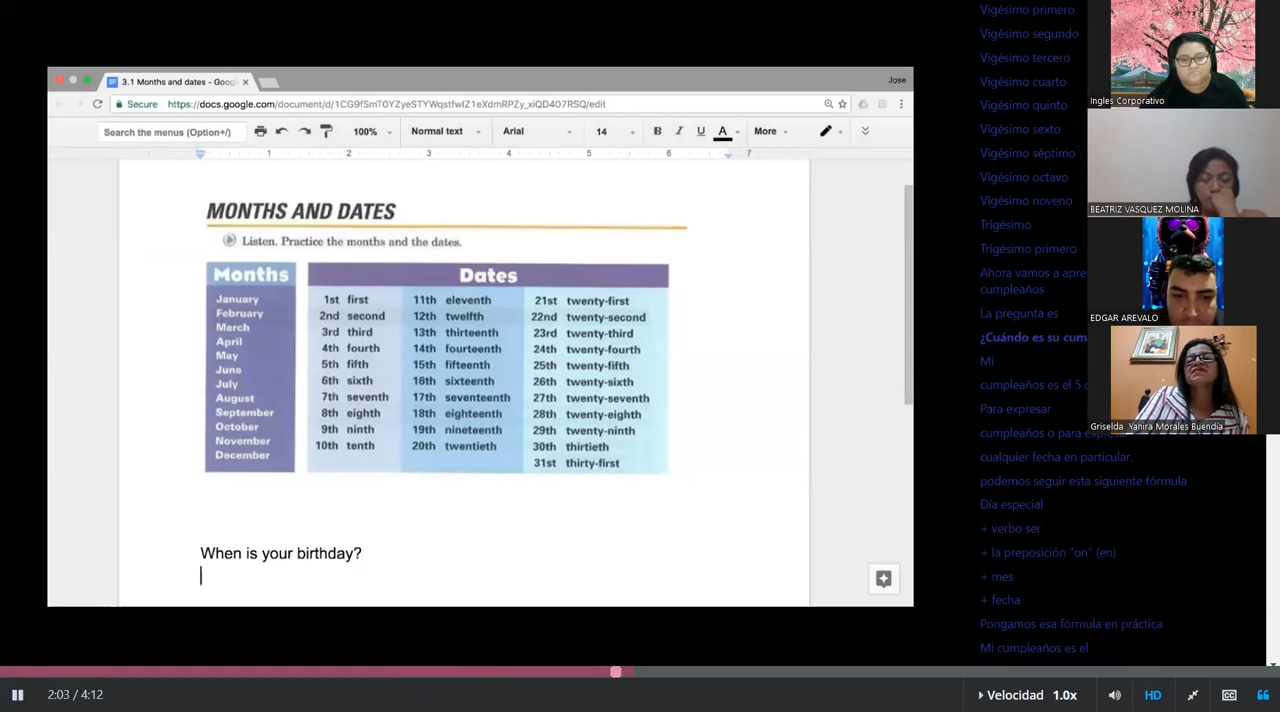 3.1 Months and dates - Goog
Jose
Secure https://docs.google.com/document/d/1CG9fSmT0YZyeSTYWqstfwIZ1eXdmRPZy_xiQD407RSQ/edit
Search the menus (Option+/)
100%
Normal text
Arial
14
B I U A
More
1 2 3 4 5 6 7
MONTHS AND DATES
Listen. Practice the months and the dates.
Months
January
February
March
April
May
June
July
August
September
October
November
December
Dates
1st first
2nd second
3rd third
4th fourth
5th fifth
6th sixth
7th seventh
8th eighth
9th ninth
10th tenth
11th eleventh
12th twelfth
13th thirteenth
14th fourteenth
15th fifteenth
16th sixteenth
17th seventeenth
18th eighteenth
19th nineteenth
20th twentieth
21st twenty-first
22nd twenty-second
23rd twenty-third
24th twenty-fourth
25th twenty-fifth
26th twenty-sixth
27th twenty-seventh
28th twenty-eighth
29th twenty-ninth
30th thirtieth
31st thirty-first
When is your birthday?
Vigésimo primero
Vigésimo segundo
Vigésimo tercero
Vigésimo cuarto
Vigésimo quinto
Vigésimo sexto
Vigésimo séptimo
Vigésimo octavo
Vigésimo noveno
Trigésimo
Trigésimo primero
Ahora vamos a apre
cumpleaños
La pregunta es
¿Cuándo es su cum
Mi
cumpleaños es el 5
Para expresar
cumpleaños o para expres
cualquier fecha en particular,
podemos seguir esta siguiente fórmula
Día especial
+ verbo ser
+ la preposición “on” (en)
+ mes
+ fecha
Pongamos esa fórmula en práctica
Mi cumpleaños es el
Ingles Corporativo
BEATRIZ VASQUEZ MOLINA
EDGAR AREVALO
Griselda Yanira Morales Buendía
2:03 / 4:12
Velocidad 1.0x
HD
CC